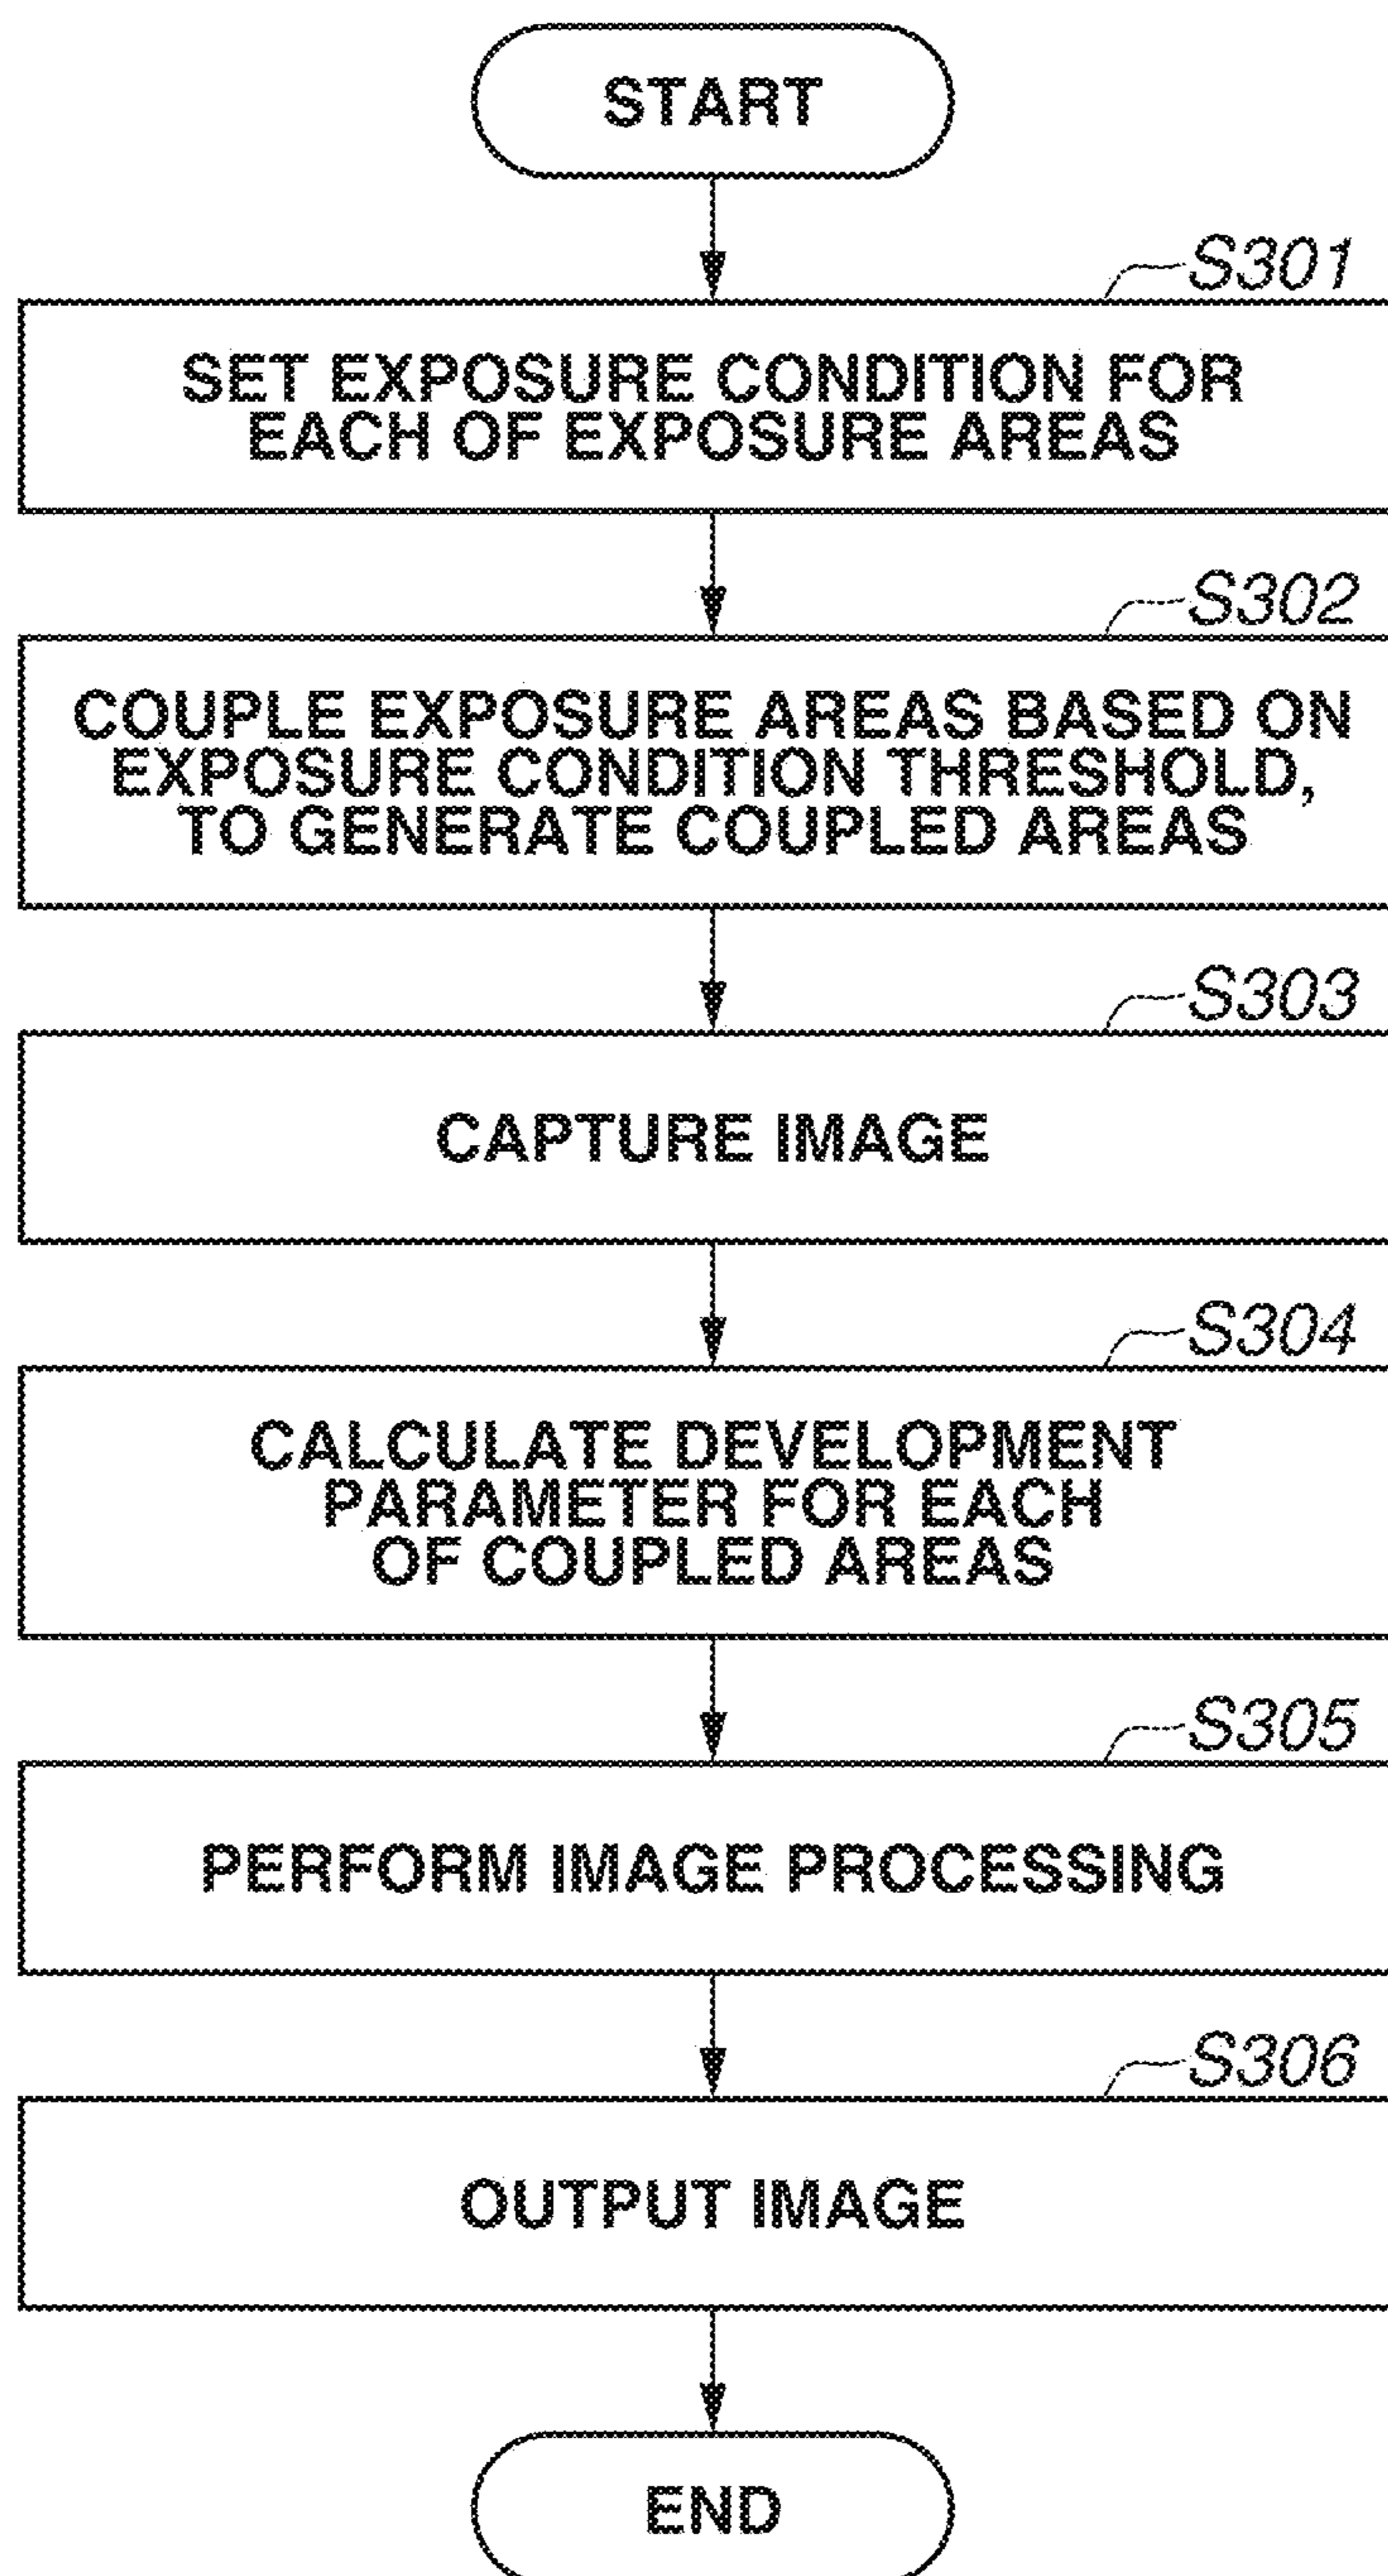 START
S301
SET EXPOSURE CONDITION FOR
EACH OF EXPOSURE AREAS
S302
COUPLE EXPOSURE AREAS BASED ON
EXPOSURE CONDITION THRESHOLD,
TO GENERATE COUPLED AREAS
S303
CAPTURE IMAGE
S304
CALCULATE DEVELOPMENT
PARAMETER FOR EACH
OF COUPLED AREAS
S305
PERFORM IMAGE PROCESSING
S306
OUTPUT IMAGE
END